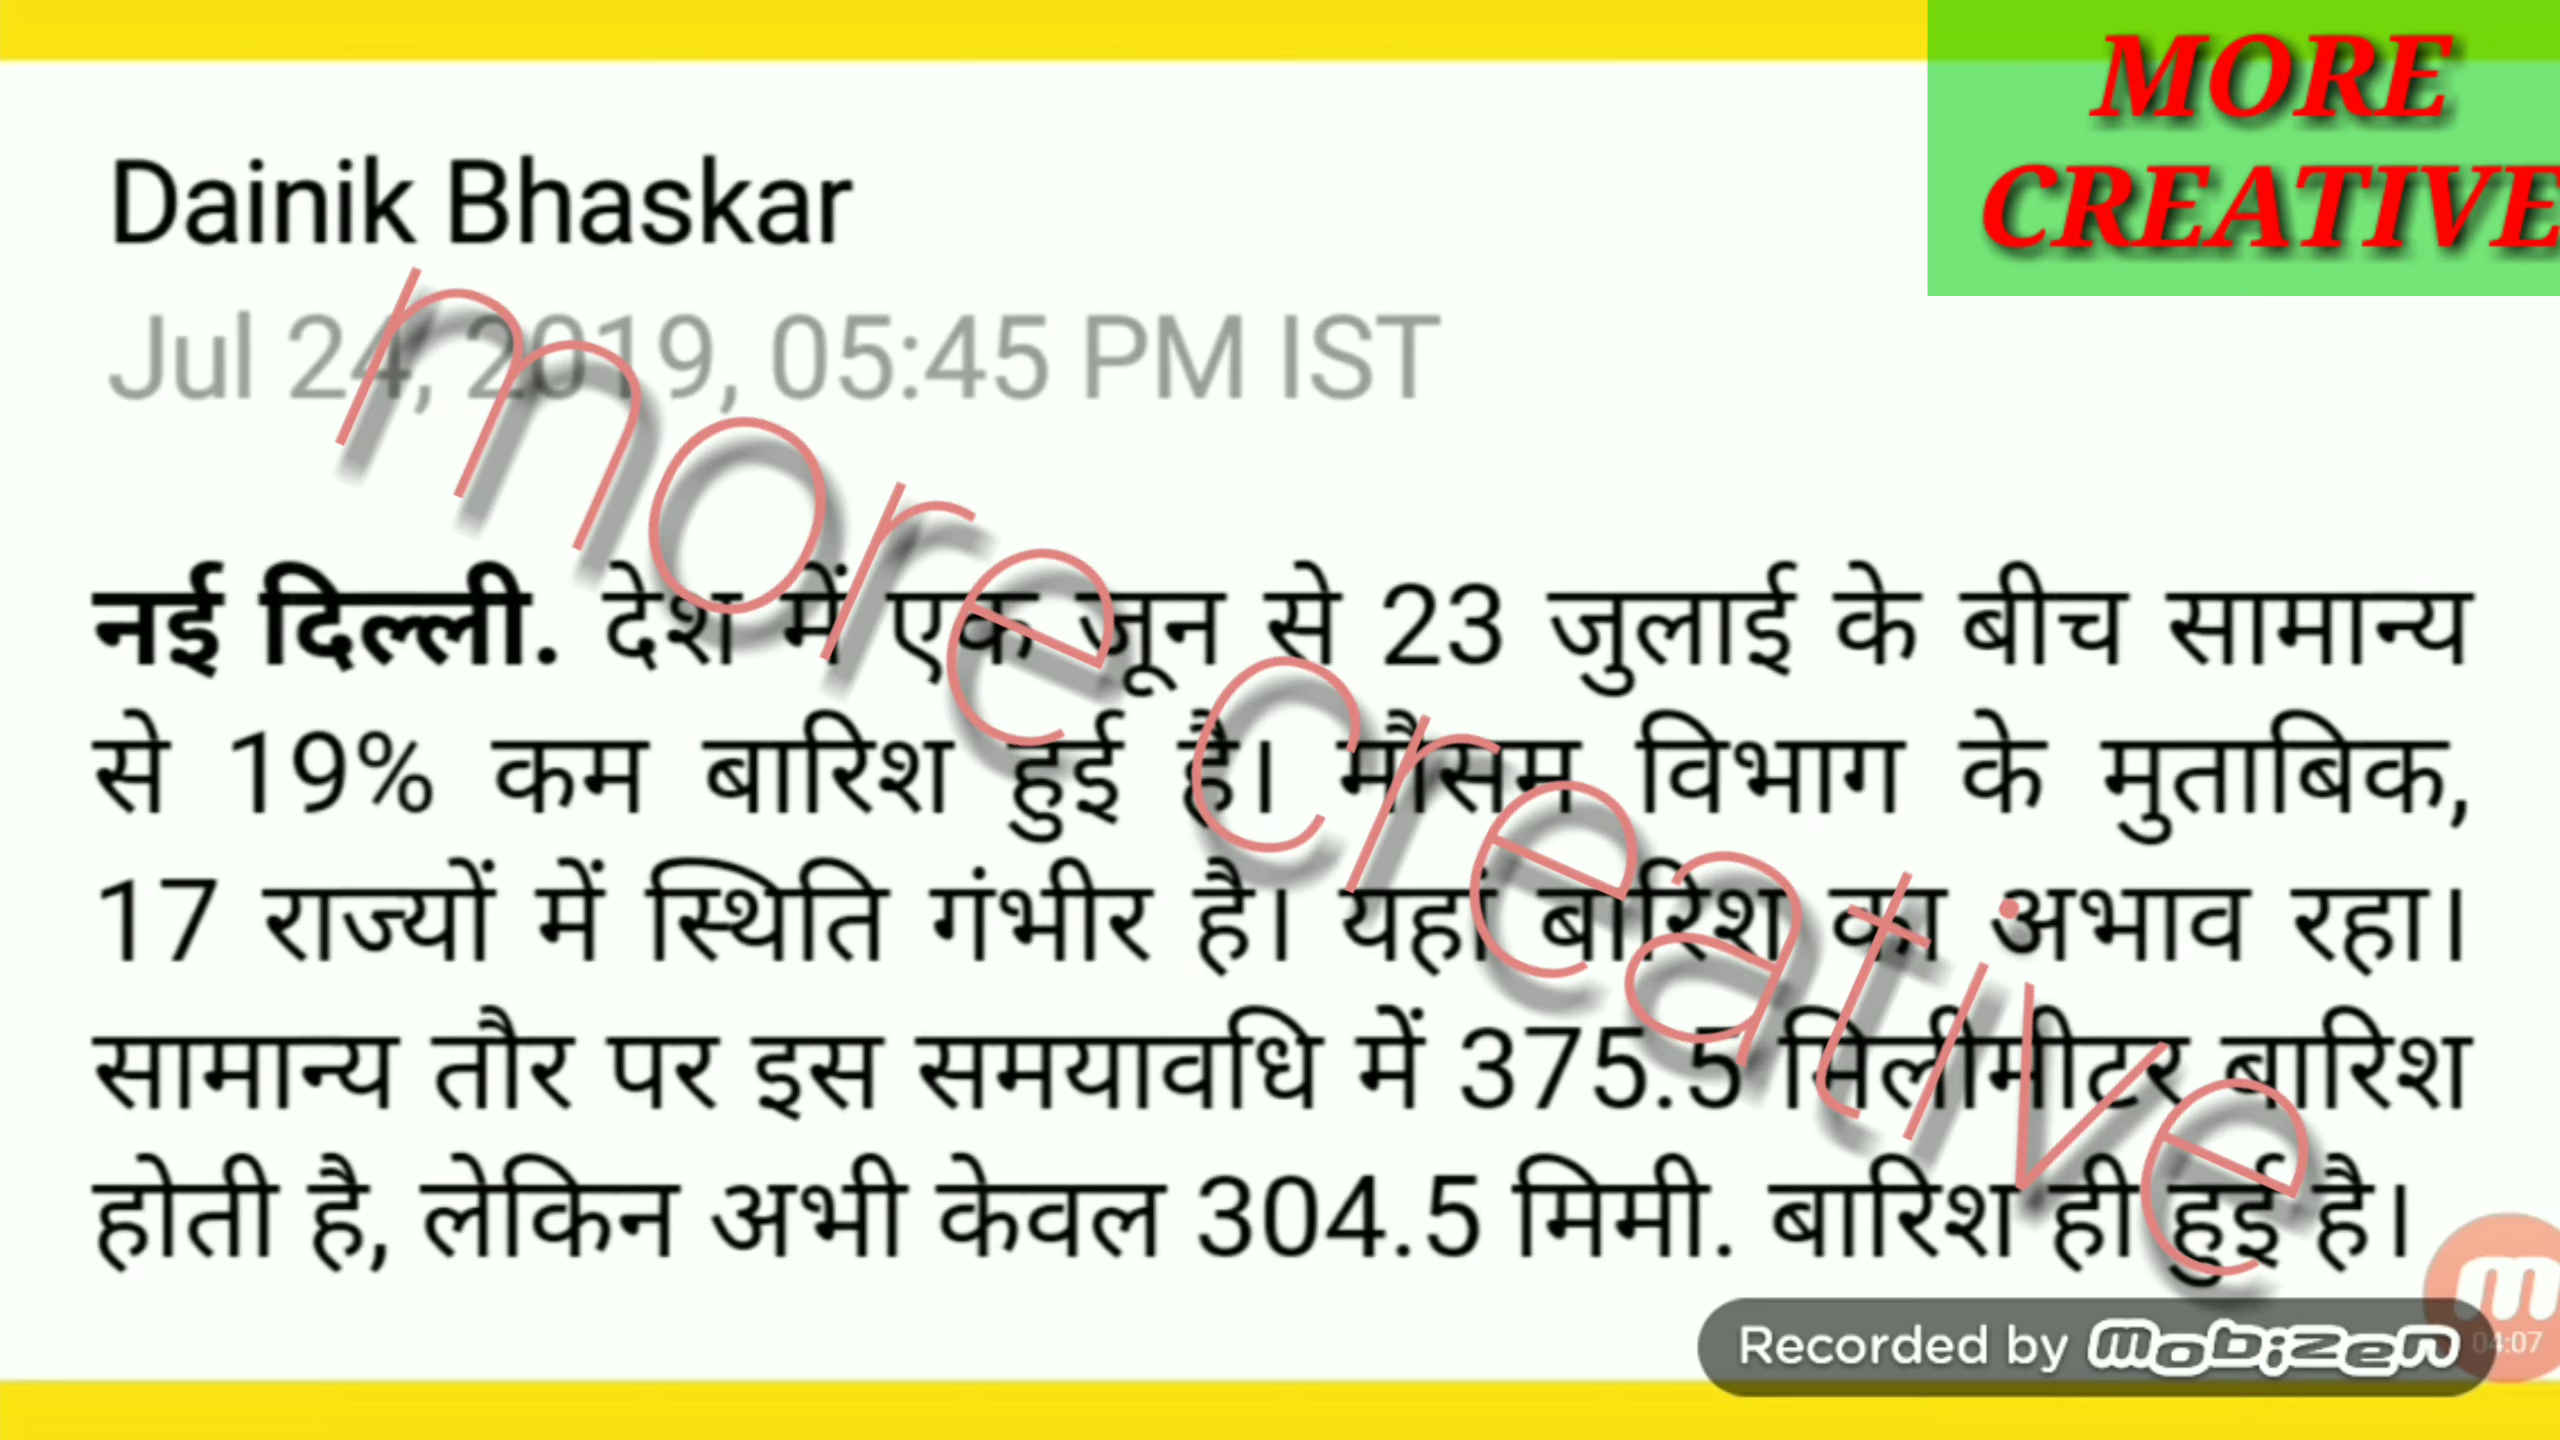 MORE
CREATIVE
Dainik Bhaskar
Jul 24, 2019, 05:45 PM IST
more creative
नई दिल्ली. देश में एक जून से 23 जुलाई के बीच सामान्य
से 19% कम बारिश हुई है। मौसम विभाग के मुताबिक,
17 राज्यों में स्थिति गंभीर है। यहां बारिश का अभाव रहा।
सामान्य तौर पर इस समयावधि में 375.5 मिलीमीटर बारिश
होती है, लेकिन अभी केवल 304.5 मिमी. बारिश ही हुई है।
Recorded by mobizen
04:07